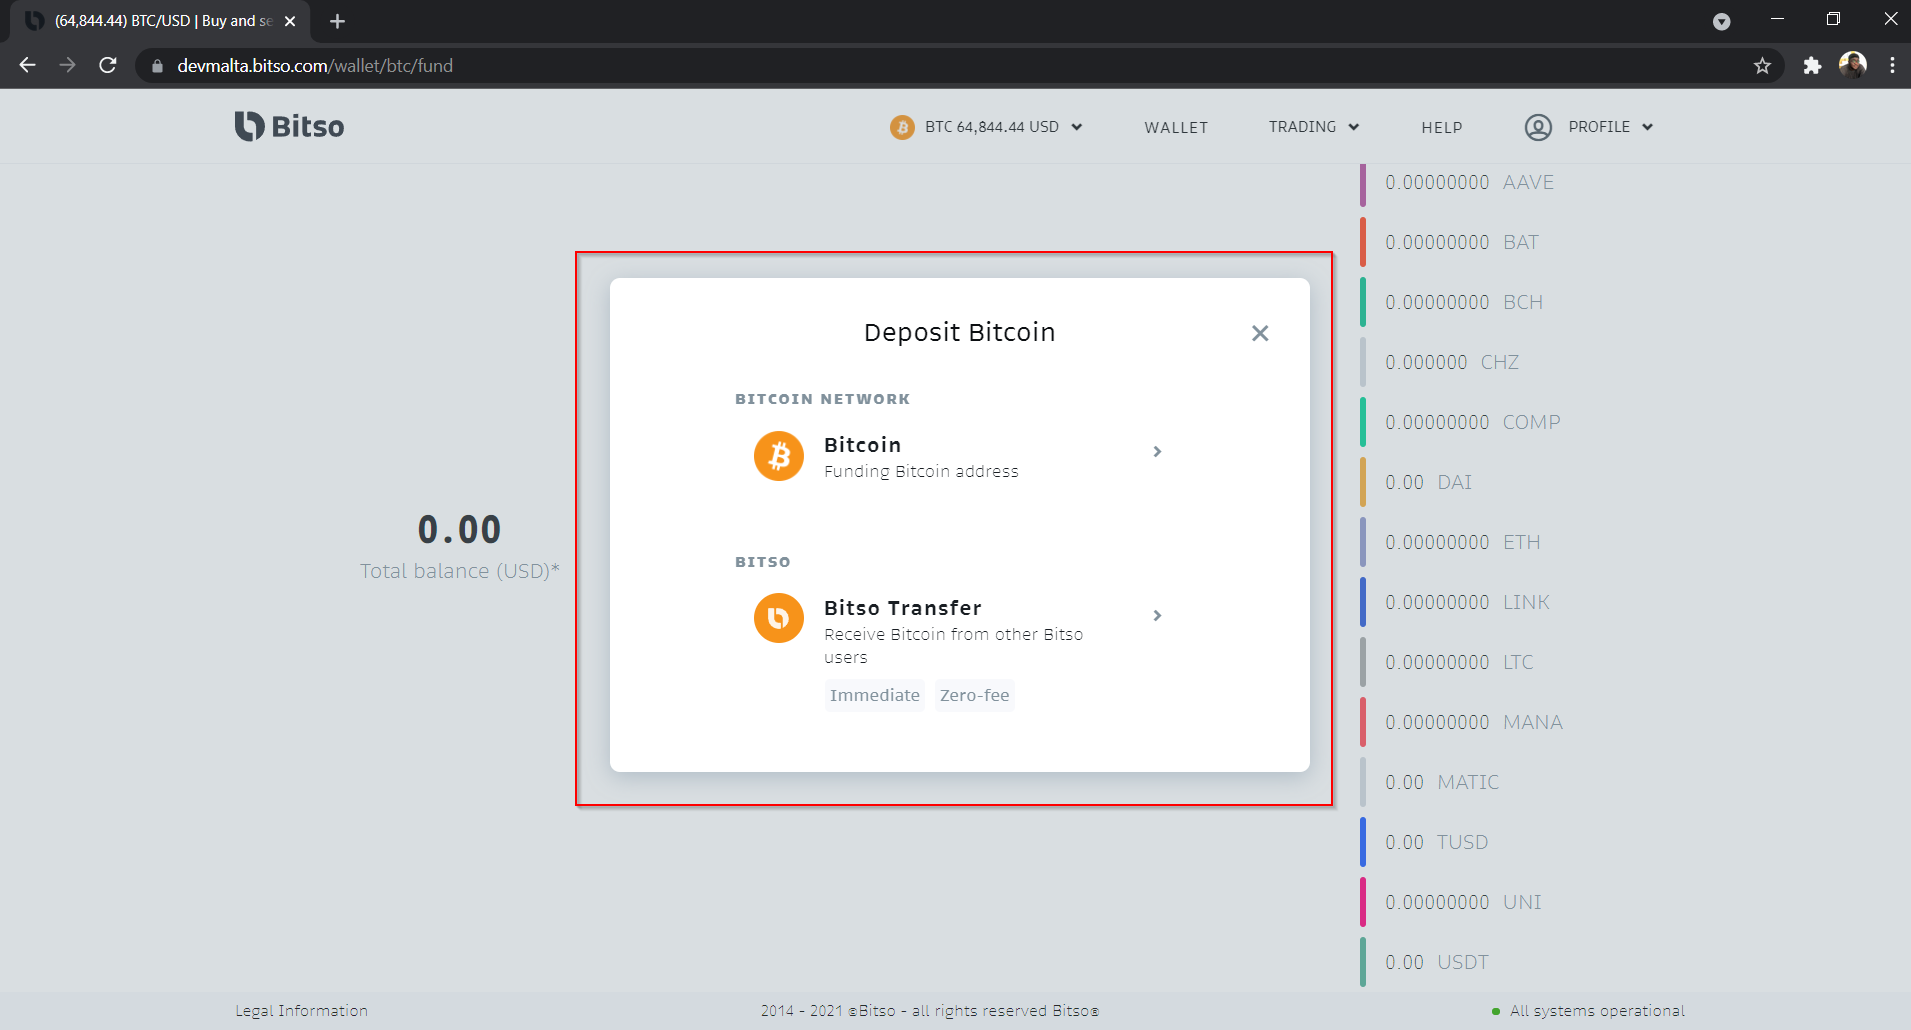 (64,844.44) BTC/USD | Buy and se
devmalta.bitso.com/wallet/btc/fund
Bitso
BTC 64,844.44 USD
WALLET
TRADING
HELP
PROFILE
0.00
Total balance (USD)*
Deposit Bitcoin
BITCOIN NETWORK
Bitcoin
Funding Bitcoin address
BITSO
Bitso Transfer
Receive Bitcoin from other Bitso
users
Immediate Zero-fee
0.00000000 AAVE
0.00000000 BAT
0.00000000 BCH
0.000000 CHZ
0.00000000 COMP
0.00 DAI
0.00000000 ETH
0.00000000 LINK
0.00000000 LTC
0.00000000 MANA
0.00 MATIC
0.00 TUSD
0.00000000 UNI
0.00 USDT
Legal Information
2014 - 2021 ©Bitso - all rights reserved Bitso®
All systems operational